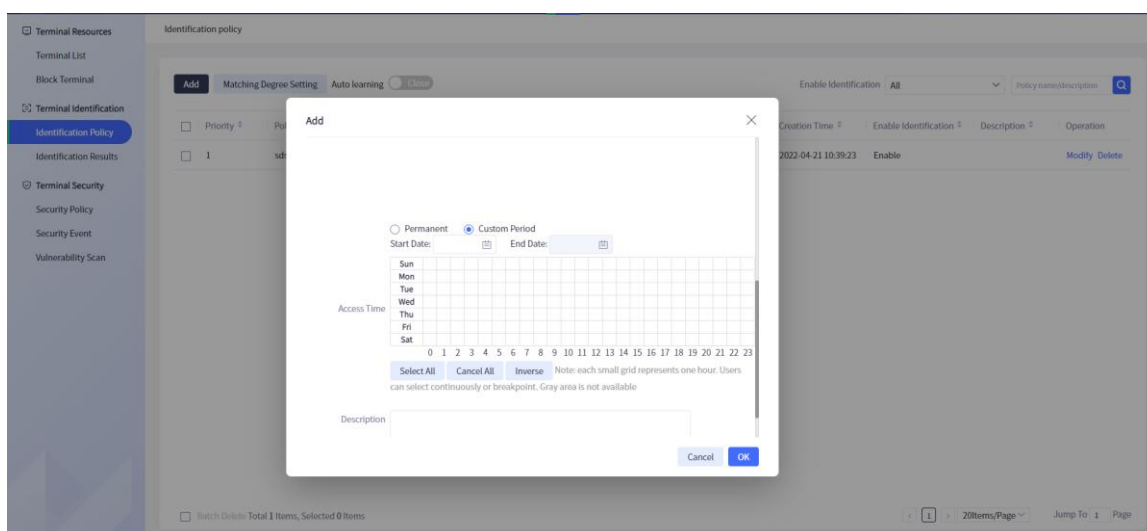 Terminal Resources
Terminal List
Block Terminal
Terminal Identification
Identification Policy
Identification Results
Terminal Security
Security Policy
Security Event
Vulnerability Scan
Identification policy
Add Matching Degree Setting Auto learning Close Enable Identification All Policy name/description
Priority Creation Time Enable Identification Description Operation
1 2022-04-21 10:39:23 Enable Modify Delete
Add
Permanent Custom Period
Start Date: End Date:
Access Time
Sun
Mon
Tue
Wed
Thu
Fri
Sat
0 1 2 3 4 5 6 7 8 9 10 11 12 13 14 15 16 17 18 19 20 21 22 23
Select All Cancel All Inverse Note: each small grid represents one hour. Users
can select continuously or breakpoint. Gray area is not available
Description
Cancel OK
Batch Delete Total 1 Items, Selected 0 Items < 1 > 20Items/Page Jump To 1 Page